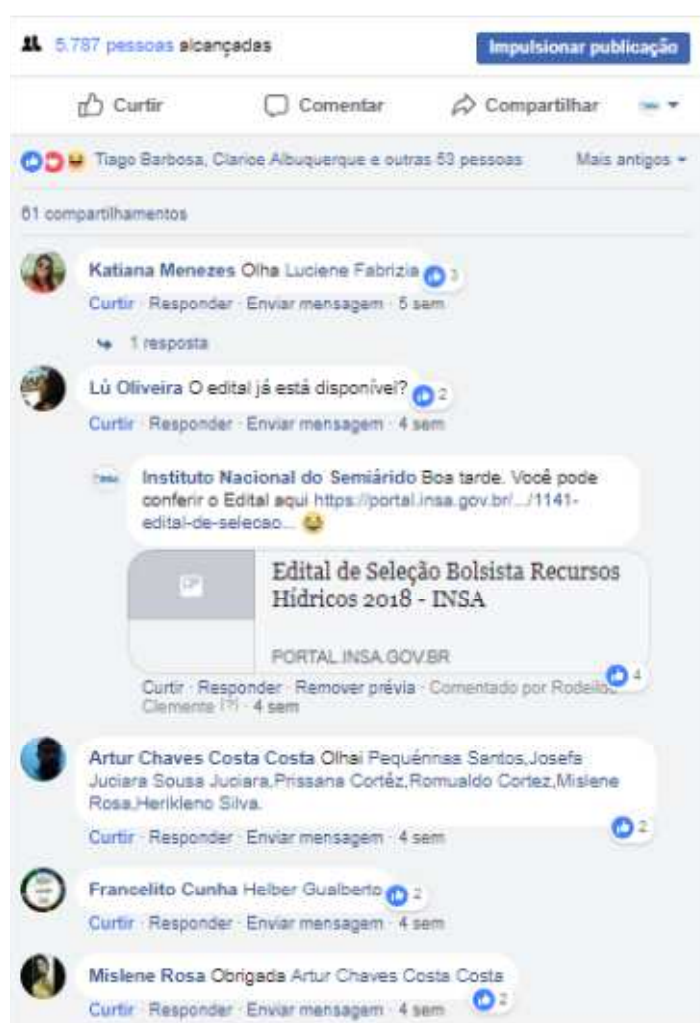 5.787 pessoas alcançadas
Impulsionar publicação
Curtir
Comentar
Compartilhar
Tiago Barbosa, Clarice Albuquerque e outras 53 pessoas
Mais antigos
61 compartilhamentos
Katiana Menezes Olha Luciene Fabrizia 3
Curtir · Responder · Enviar mensagem · 5 sem
1 resposta
Lú Oliveira O edital já está disponível? 2
Curtir · Responder · Enviar mensagem · 4 sem
Instituto Nacional do Semiárido Boa tarde. Você pode
conferir o Edital aqui https://portal.insa.gov.br/.../1141-
edital-de-selecao...
Edital de Seleção Bolsista Recursos
Hídricos 2018 - INSA
PORTAL.INSA.GOV.BR
4
Curtir · Responder · Remover prévia · Comentado por
Clemente [?] · 4 sem
Artur Chaves Costa Costa Olhai Pequénnas Santos,Josefa
Juciara Sousa Juciara,Prissana Cortêz,Romualdo Cortez,Mislene
Rosa,Herikleno Silva.
2
Curtir · Responder · Enviar mensagem · 4 sem
Francelito Cunha Helber Gualberto 2
Curtir · Responder · Enviar mensagem · 4 sem
Mislene Rosa Obrigada Artur Chaves Costa Costa
2
Curtir · Responder · Enviar mensagem · 4 sem